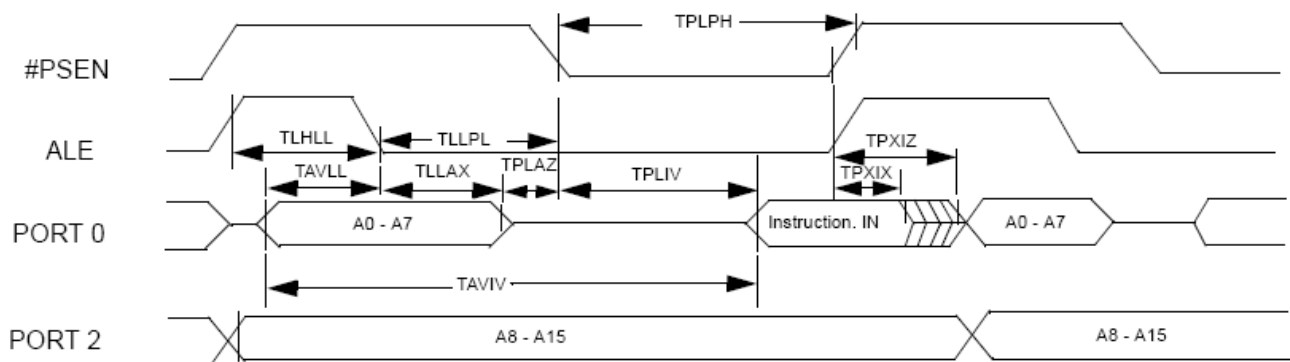 TPLPH
#PSEN
TLHLL
TLLPL
ALE
TPXIZ
TAVLL
TLLAX
TPLAZ
TPLIV
TPXIX
PORT 0
A0 - A7
Instruction. IN
A0 - A7
TAVIV
PORT 2
A8 - A15
A8 - A15